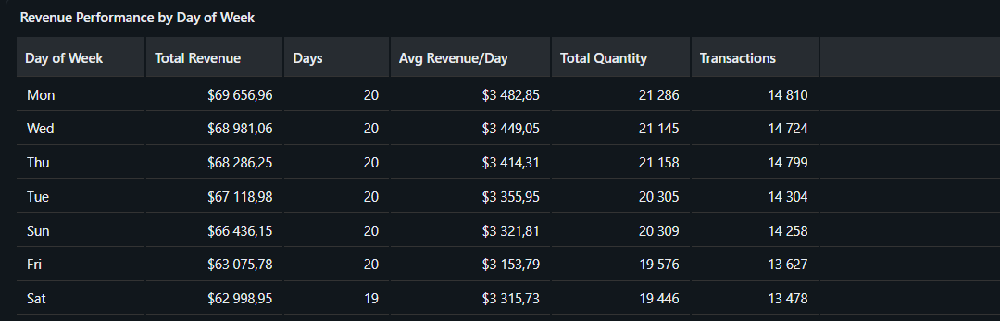 Revenue Performance by Day of Week
Day of Week Total Revenue Days Avg Revenue/Day Total Quantity Transactions
Mon $69 656,96 20 $3 482,85 21 286 14 810
Wed $68 981,06 20 $3 449,05 21 145 14 724
Thu $68 286,25 20 $3 414,31 21 158 14 799
Tue $67 118,98 20 $3 355,95 20 305 14 304
Sun $66 436,15 20 $3 321,81 20 309 14 258
Fri $63 075,78 20 $3 153,79 19 576 13 627
Sat $62 998,95 19 $3 315,73 19 446 13 478